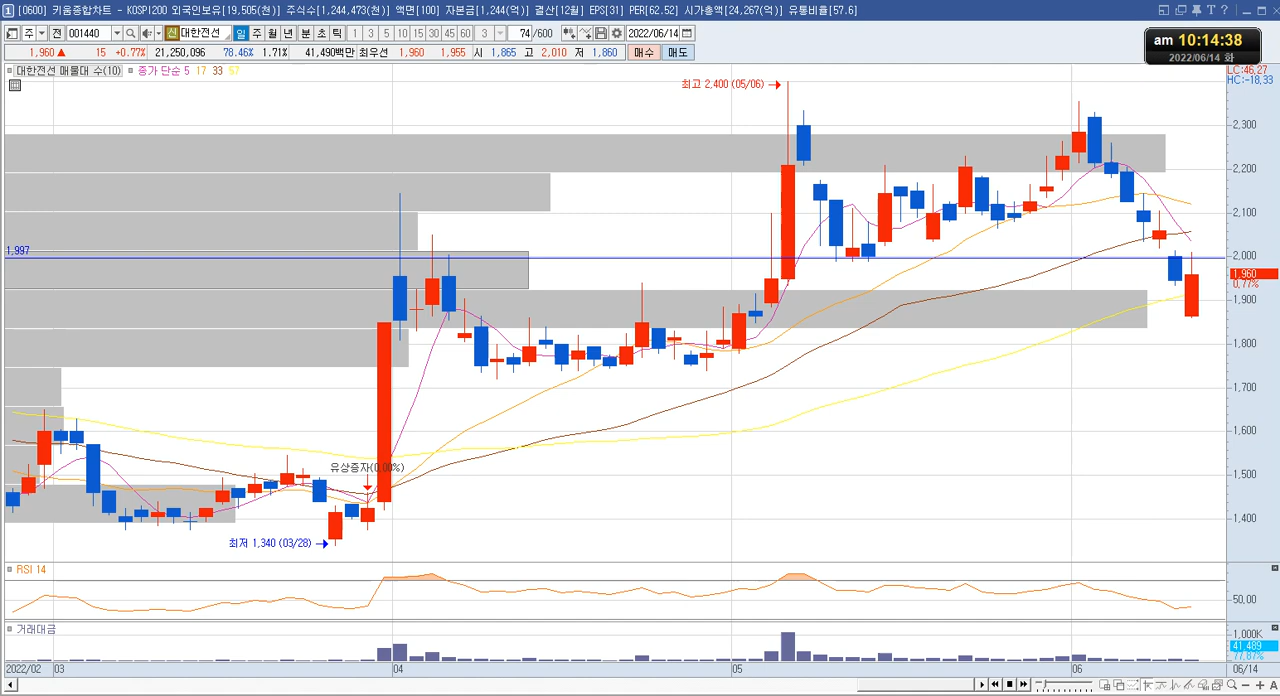 [0600] 키움종합차트 - KOSPI200 외국인보유[19,505(천)] 주식수[1,244,473(천)] 액면[100] 자본금[1,244(억)] 결산[12월] EPS[31] PER[62.52] 시가총액[24,267(억)] 유통비율[57.6]
주 전 001440 신 대한전선 일 주 월 년 분 초 틱 1 3 5 10 15 30 45 60 3 74 /600 2022/06/14
1,960 ▲ 15 +0.77% 21,250,096 78.46% 1.71% 41,490백만 최우선 1,960 1,955 시 1,865 고 2,010 저 1,860 매수 매도
am 10:14:38
2022/06/14 화
대한전선 매물대 수(10) 종가 단순 5 17 33 57
LC:46,27
HC:-18,33
최고 2,400 (05/06)
2,300
2,200
2,100
1,997
2,000
1,960
0,77%
1,900
1,800
1,700
1,600
유상증자(0,00%)
1,500
1,400
최저 1,340 (03/28)
RSI 14
50,00
거래대금
1,000K
41,489
77,87%
2022/02 03 04 05 06 06/14